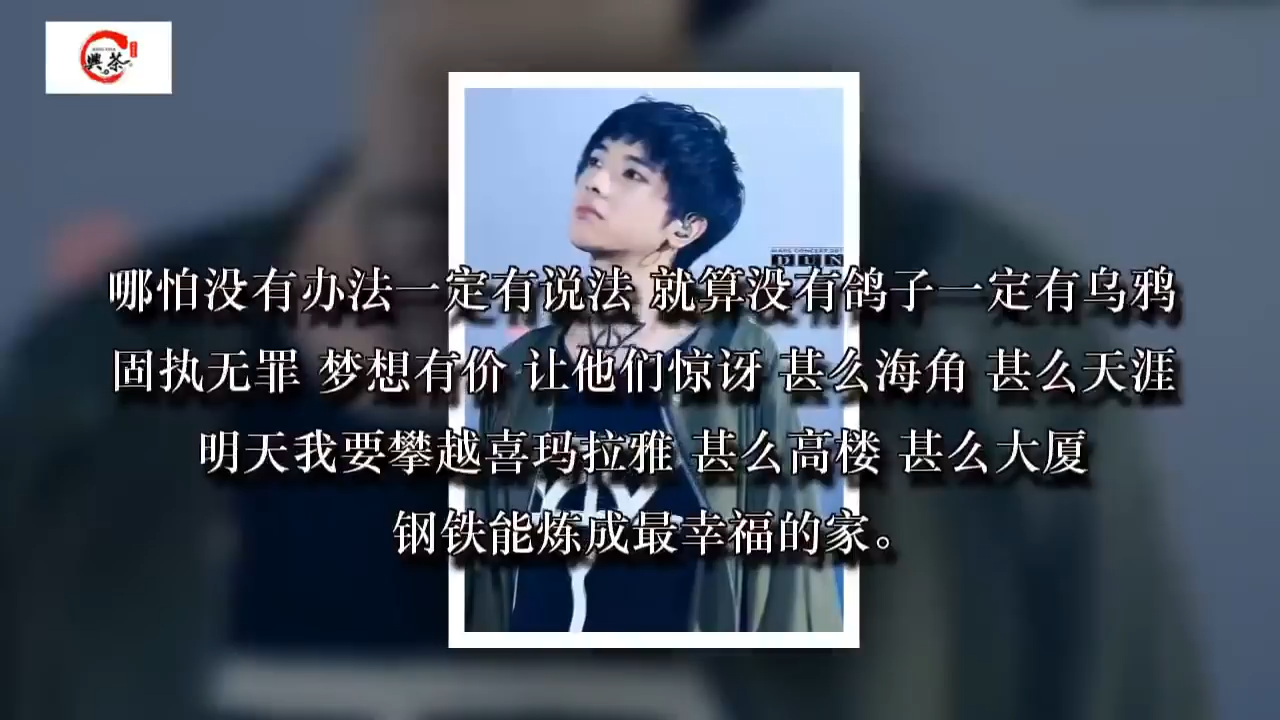 興茶
哪怕没有办法一定有说法 就算没有鸽子一定有乌鸦
固执无罪 梦想有价 让他们惊讶 甚么海角 甚么天涯
明天我要攀越喜玛拉雅 甚么高楼 甚么大厦
钢铁能炼成最幸福的家。